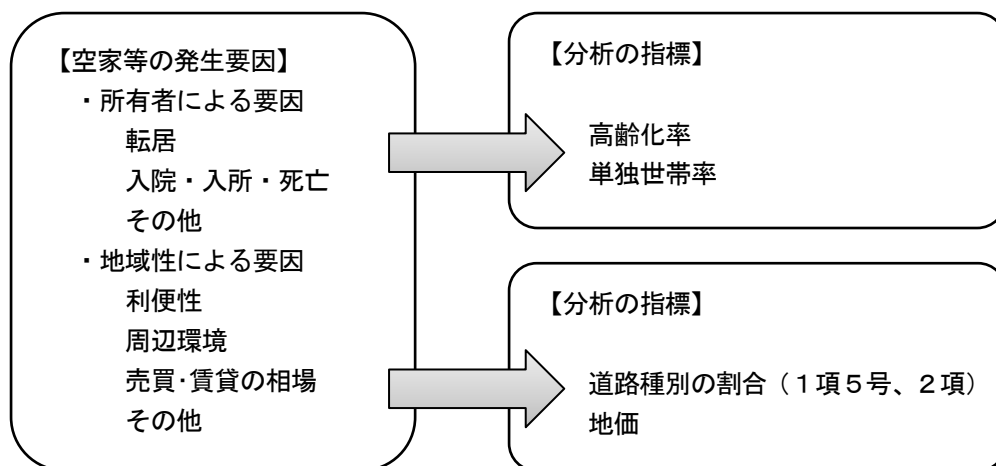 【空家等の発生要因】
・所有者による要因
転居
入院・入所・死亡
その他
・地域性による要因
利便性
周辺環境
売買・賃貸の相場
その他
【分析の指標】
高齢化率
単独世帯率
【分析の指標】
道路種別の割合（１項５号、２項）
地価